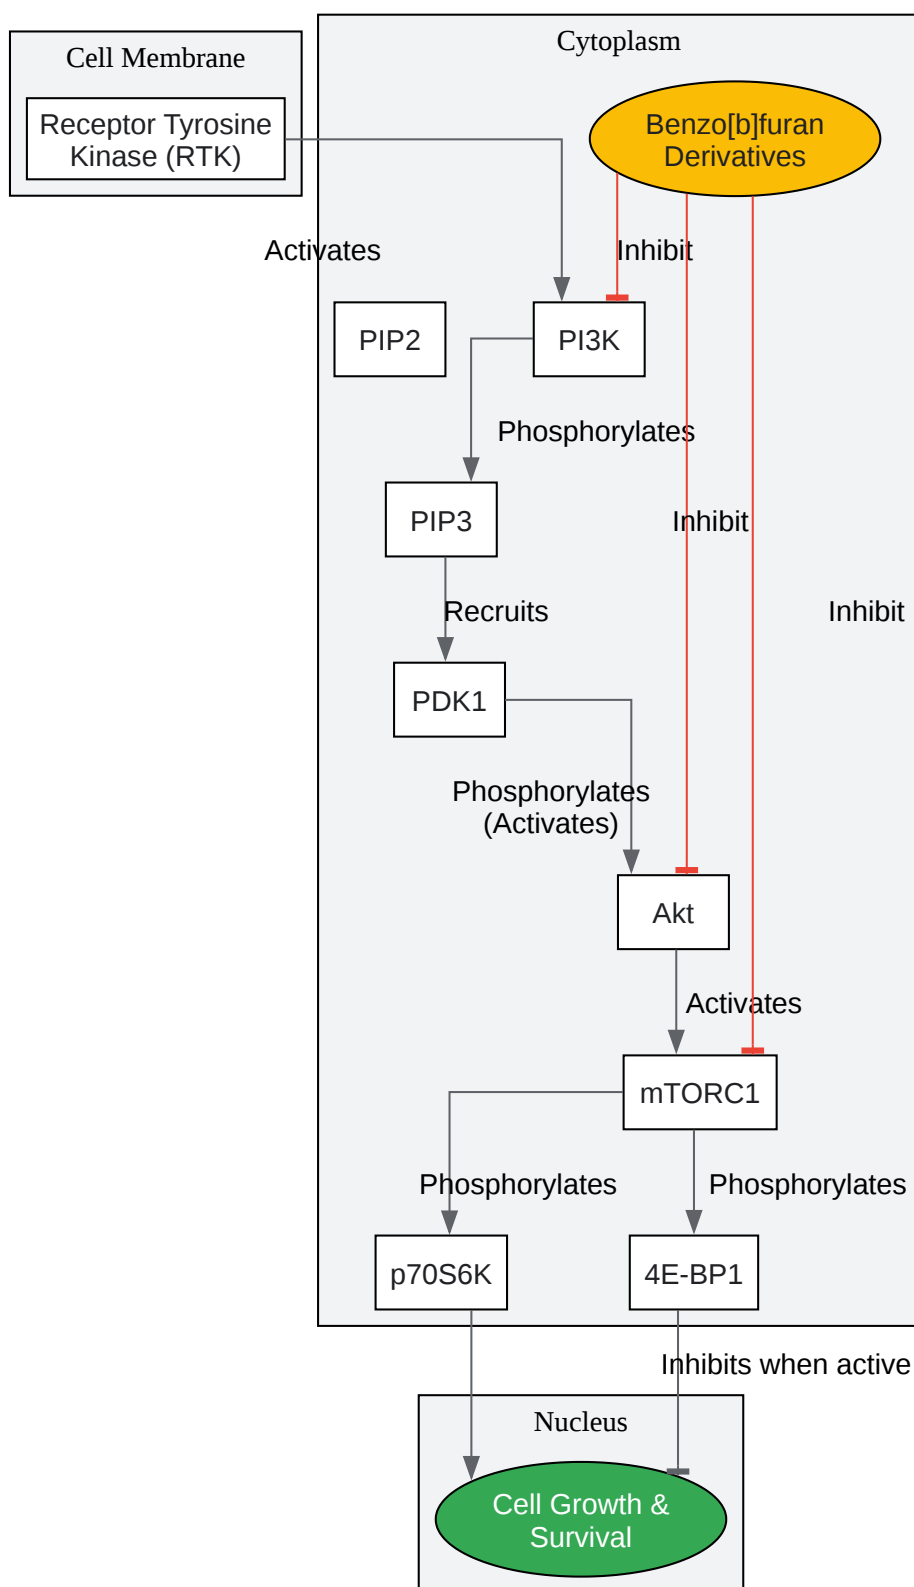 Cell Membrane
Receptor Tyrosine
Kinase (RTK)
Cytoplasm
Benzo[b]furan
Derivatives
Activates
Inhibit
PIP2
PI3K
Phosphorylates
PIP3
Inhibit
Recruits
Inhibit
PDK1
Phosphorylates
(Activates)
Akt
Activates
mTORC1
Phosphorylates
Phosphorylates
p70S6K
4E-BP1
Inhibits when active
Nucleus
Cell Growth &
Survival